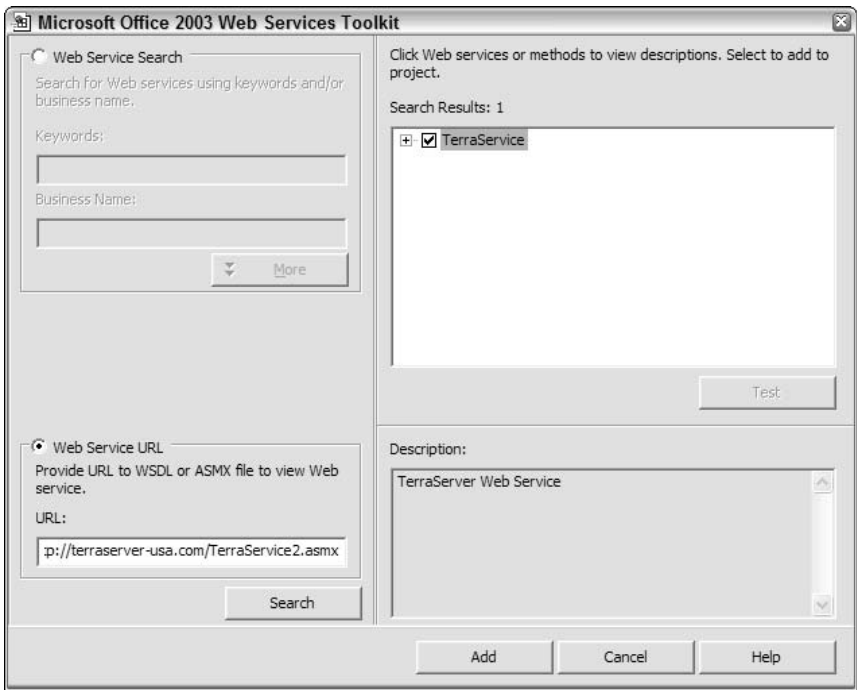 Microsoft Office 2003 Web Services Toolkit
Web Service Search
Search for Web services using keywords and/or
business name.
Keywords:
Business Name:
More
Web Service URL
Provide URL to WSDL or ASMX file to view Web
service.
URL:
p://terraserver-usa.com/TerraService2.asmx
Search
Click Web services or methods to view descriptions. Select to add to
project.
Search Results: 1
TerraService
Test
Description:
TerraServer Web Service
Add
Cancel
Help